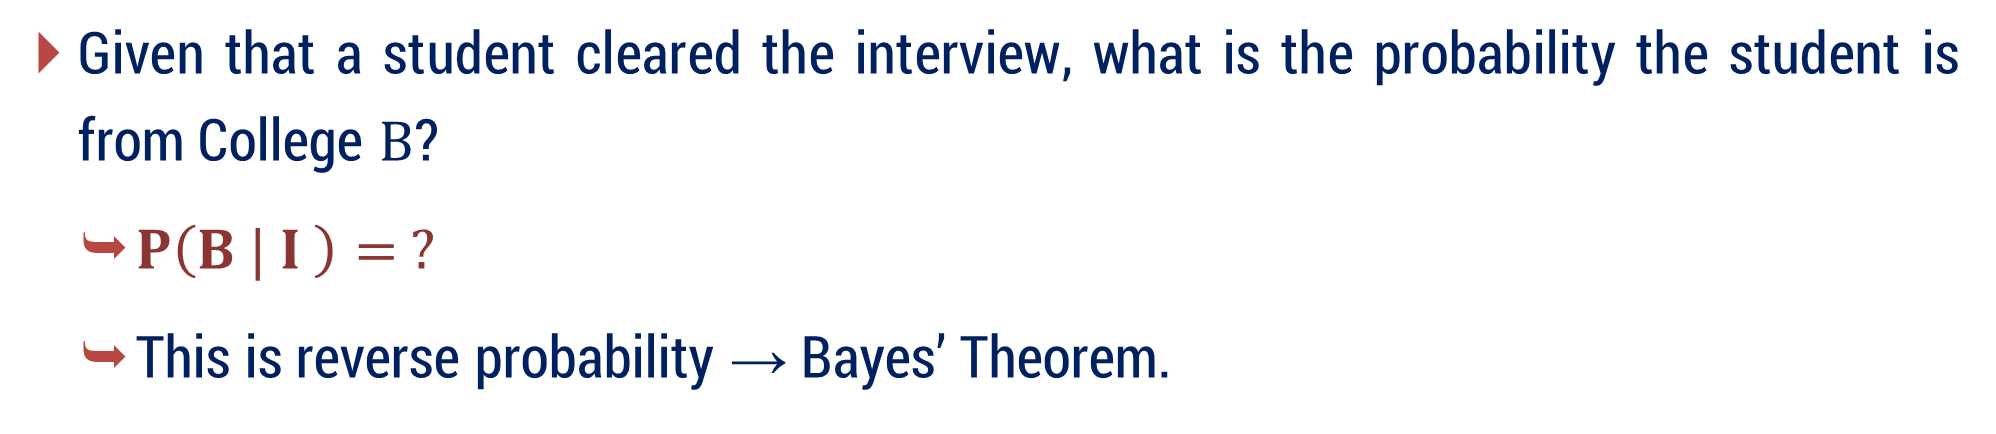 Given that a student cleared the interview, what is the probability the student is
from College B?
P(B | I ) = ?
This is reverse probability → Bayes’ Theorem.